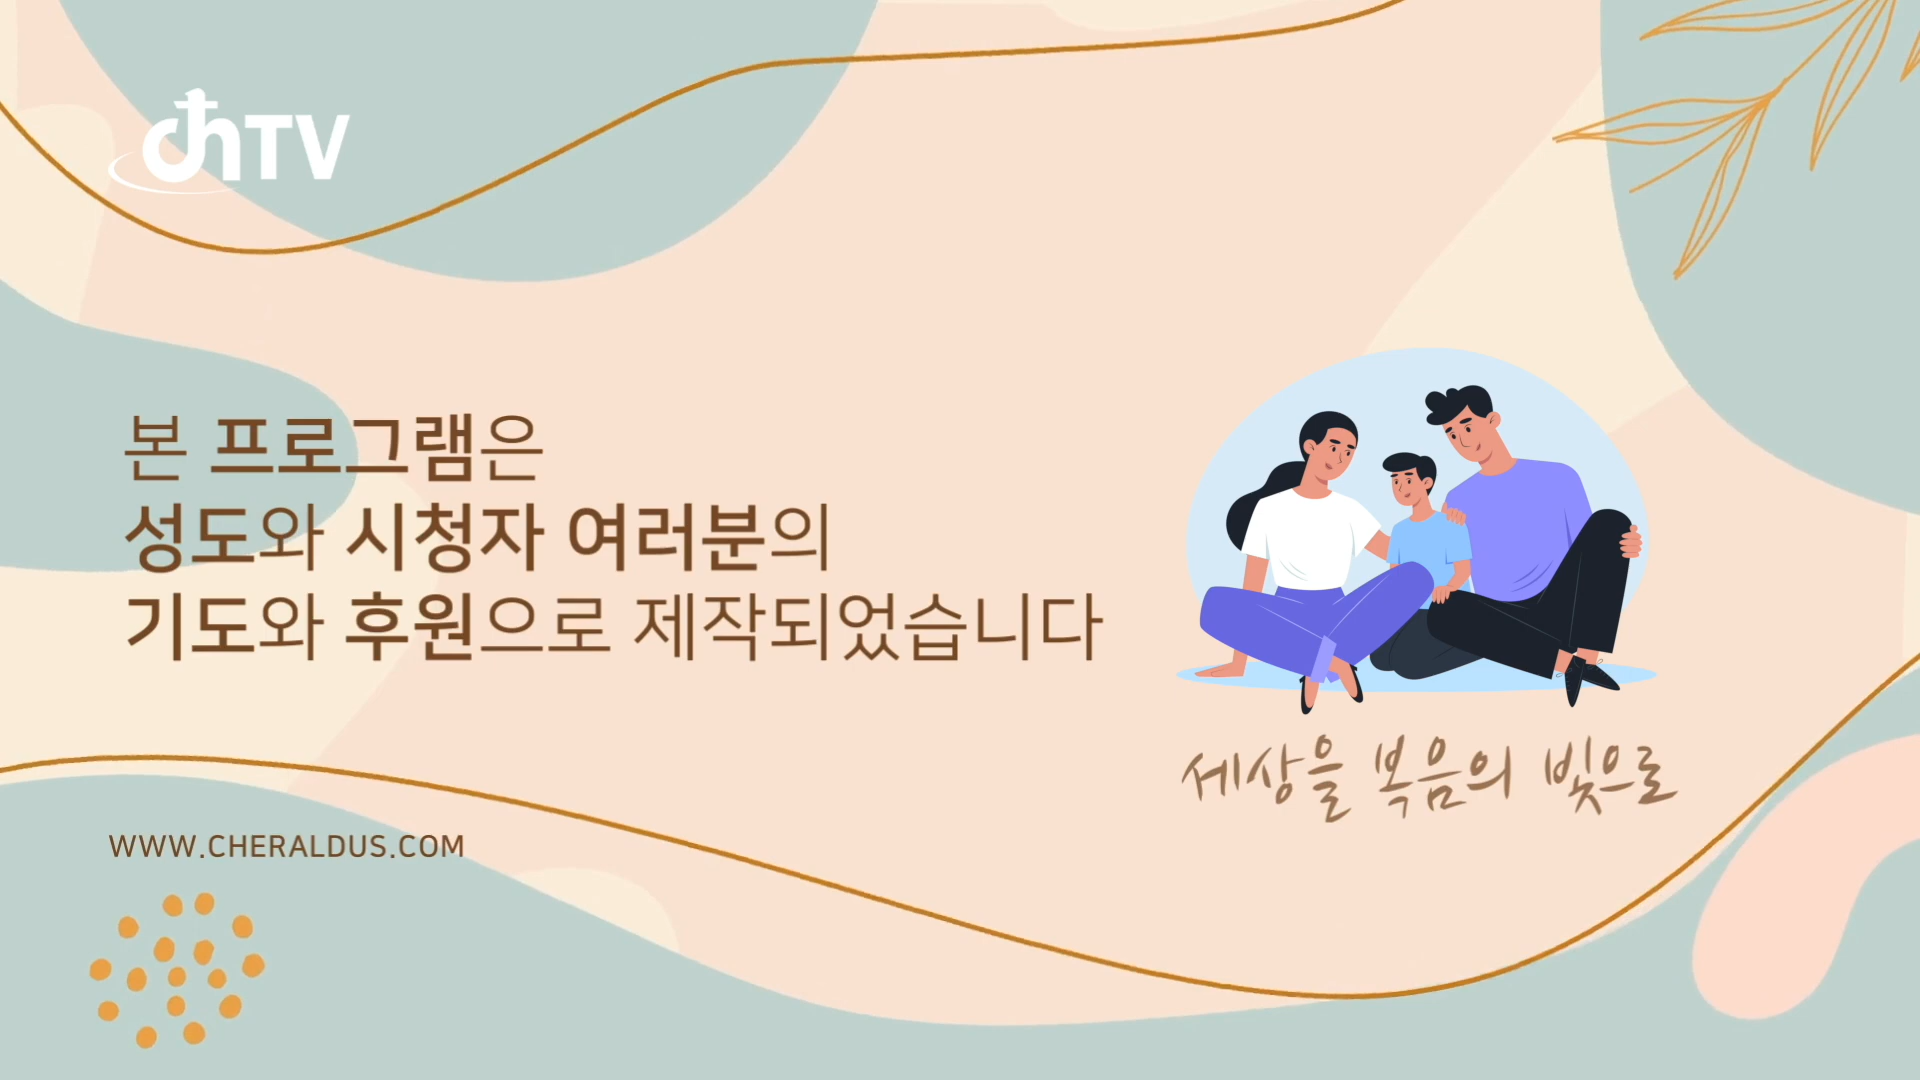 chTV
본 프로그램은
성도와 시청자 여러분의
기도와 후원으로 제작되었습니다
세상을 복음의 빛으로
WWW.CHERALDUS.COM